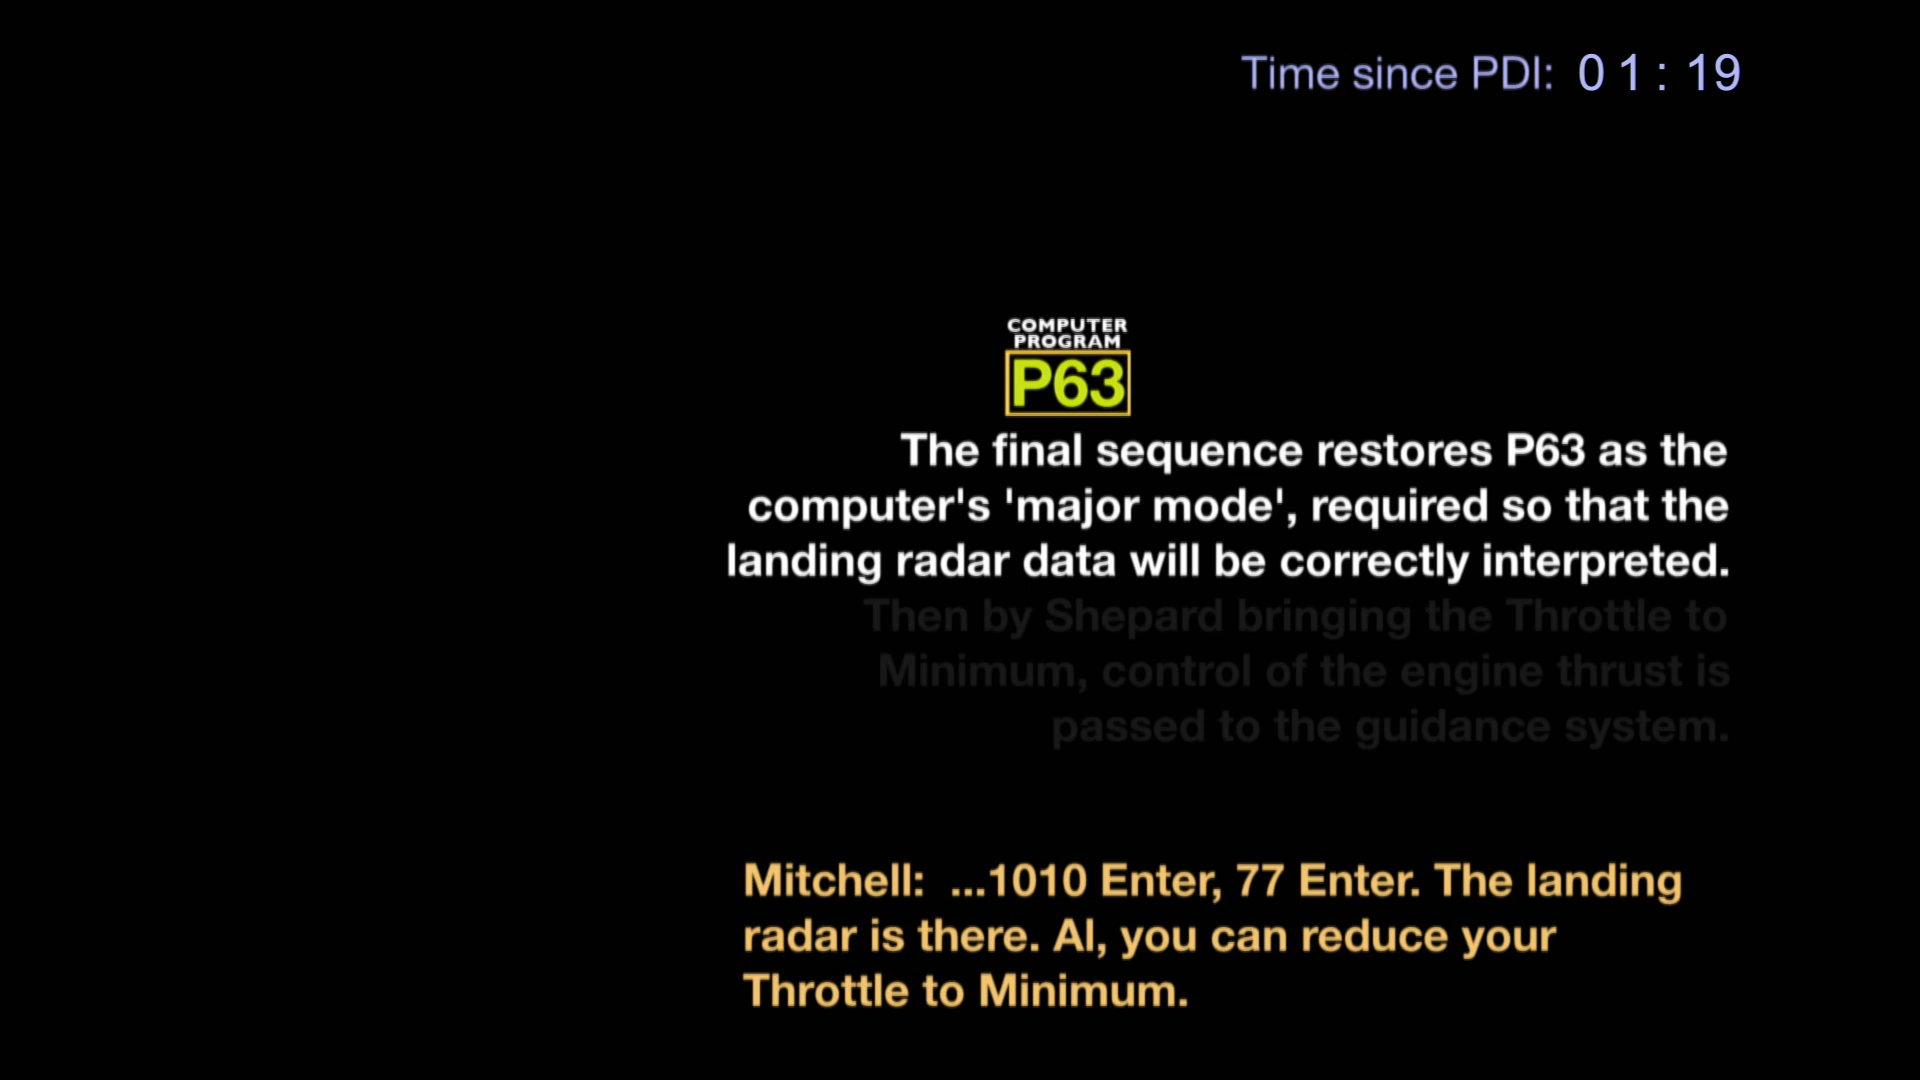 Time since PDI: 01:19
COMPUTER
PROGRAM
P63
The final sequence restores P63 as the
computer's 'major mode', required so that the
landing radar data will be correctly interpreted.
Then by Shepard bringing the Throttle to
Minimum, control of the engine thrust is
passed to the guidance system.
Mitchell: ...1010 Enter, 77 Enter. The landing
radar is there. Al, you can reduce your
Throttle to Minimum.